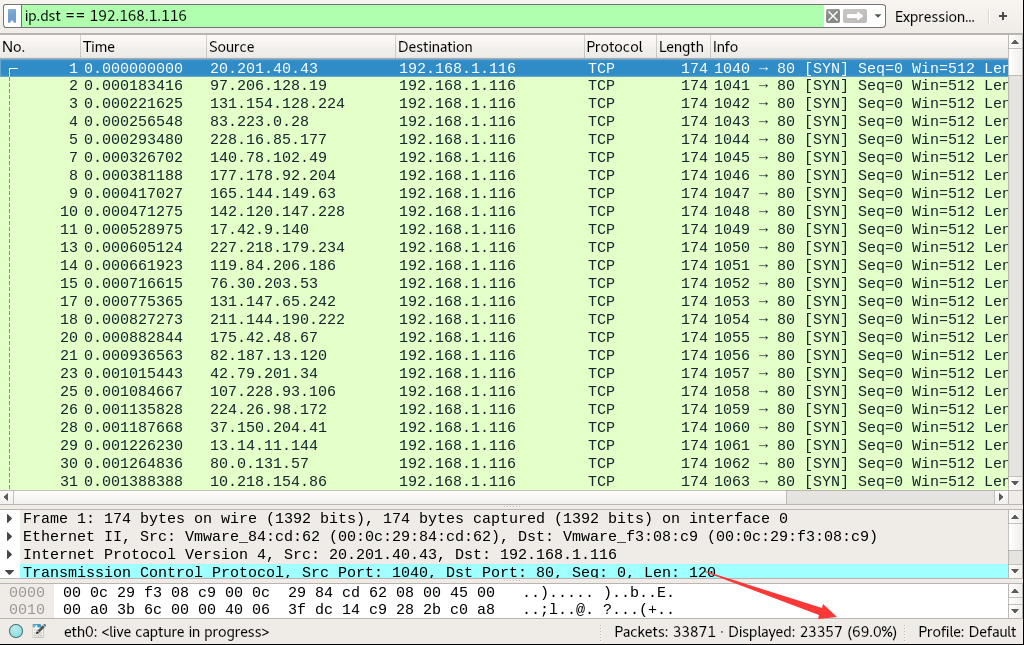 ip.dst == 192.168.1.116 Expression... +
No. Time Source Destination Protocol Length Info
1 0.000000000 20.201.40.43 192.168.1.116 TCP 174 1040 → 80 [SYN] Seq=0 Win=512 Ler
2 0.000183416 97.206.128.19 192.168.1.116 TCP 174 1041 → 80 [SYN] Seq=0 Win=512 Ler
3 0.000221625 131.154.128.224 192.168.1.116 TCP 174 1042 → 80 [SYN] Seq=0 Win=512 Ler
4 0.000256548 83.223.0.28 192.168.1.116 TCP 174 1043 → 80 [SYN] Seq=0 Win=512 Ler
5 0.000293480 228.16.85.177 192.168.1.116 TCP 174 1044 → 80 [SYN] Seq=0 Win=512 Ler
7 0.000326702 140.78.102.49 192.168.1.116 TCP 174 1045 → 80 [SYN] Seq=0 Win=512 Ler
8 0.000381188 177.178.92.204 192.168.1.116 TCP 174 1046 → 80 [SYN] Seq=0 Win=512 Ler
9 0.000417027 165.144.149.63 192.168.1.116 TCP 174 1047 → 80 [SYN] Seq=0 Win=512 Ler
10 0.000471275 142.120.147.228 192.168.1.116 TCP 174 1048 → 80 [SYN] Seq=0 Win=512 Ler
11 0.000528975 17.42.9.140 192.168.1.116 TCP 174 1049 → 80 [SYN] Seq=0 Win=512 Ler
13 0.000605124 227.218.179.234 192.168.1.116 TCP 174 1050 → 80 [SYN] Seq=0 Win=512 Ler
14 0.000661923 119.84.206.186 192.168.1.116 TCP 174 1051 → 80 [SYN] Seq=0 Win=512 Ler
15 0.000716615 76.30.203.53 192.168.1.116 TCP 174 1052 → 80 [SYN] Seq=0 Win=512 Ler
17 0.000775365 131.147.65.242 192.168.1.116 TCP 174 1053 → 80 [SYN] Seq=0 Win=512 Ler
18 0.000827273 211.144.190.222 192.168.1.116 TCP 174 1054 → 80 [SYN] Seq=0 Win=512 Ler
20 0.000882844 175.42.48.67 192.168.1.116 TCP 174 1055 → 80 [SYN] Seq=0 Win=512 Ler
21 0.000936563 82.187.13.120 192.168.1.116 TCP 174 1056 → 80 [SYN] Seq=0 Win=512 Ler
23 0.001015443 42.79.201.34 192.168.1.116 TCP 174 1057 → 80 [SYN] Seq=0 Win=512 Ler
25 0.001084667 107.228.93.106 192.168.1.116 TCP 174 1058 → 80 [SYN] Seq=0 Win=512 Ler
26 0.001135828 224.26.98.172 192.168.1.116 TCP 174 1059 → 80 [SYN] Seq=0 Win=512 Ler
28 0.001187668 37.150.204.41 192.168.1.116 TCP 174 1060 → 80 [SYN] Seq=0 Win=512 Ler
29 0.001226230 13.14.11.144 192.168.1.116 TCP 174 1061 → 80 [SYN] Seq=0 Win=512 Ler
30 0.001264836 80.0.131.57 192.168.1.116 TCP 174 1062 → 80 [SYN] Seq=0 Win=512 Ler
31 0.001388388 10.218.154.86 192.168.1.116 TCP 174 1063 → 80 [SYN] Seq=0 Win=512 Ler
Frame 1: 174 bytes on wire (1392 bits), 174 bytes captured (1392 bits) on interface 0
Ethernet II, Src: Vmware_84:cd:62 (00:0c:29:84:cd:62), Dst: Vmware_f3:08:c9 (00:0c:29:f3:08:c9)
Internet Protocol Version 4, Src: 20.201.40.43, Dst: 192.168.1.116
Transmission Control Protocol, Src Port: 1040, Dst Port: 80, Seq: 0, Len: 120
0000 00 0c 29 f3 08 c9 00 0c 29 84 cd 62 08 00 45 00 ..)..... )..b..E.
0010 00 a0 3b 6c 00 00 40 06 3f dc 14 c9 28 2b c0 a8 ..;l..@. ?...(+..
eth0: <live capture in progress> Packets: 33871 · Displayed: 23357 (69.0%) Profile: Default